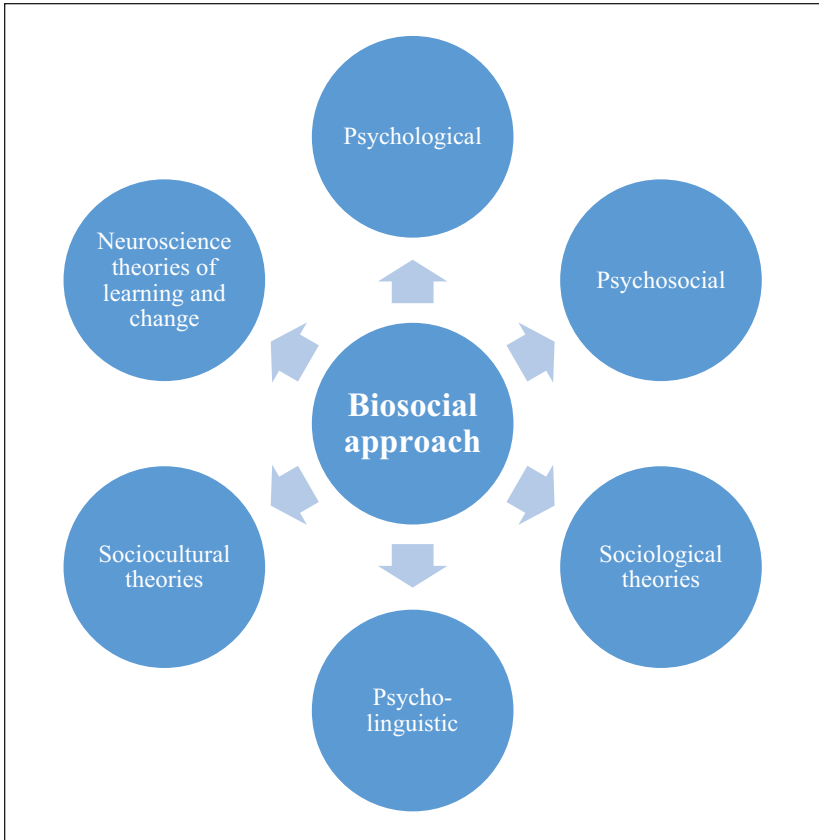 Psychological
Neuroscience
theories of
learning and
change
Psychosocial
Biosocial
approach
Sociocultural
theories
Sociological
theories
Psycho-
linguistic